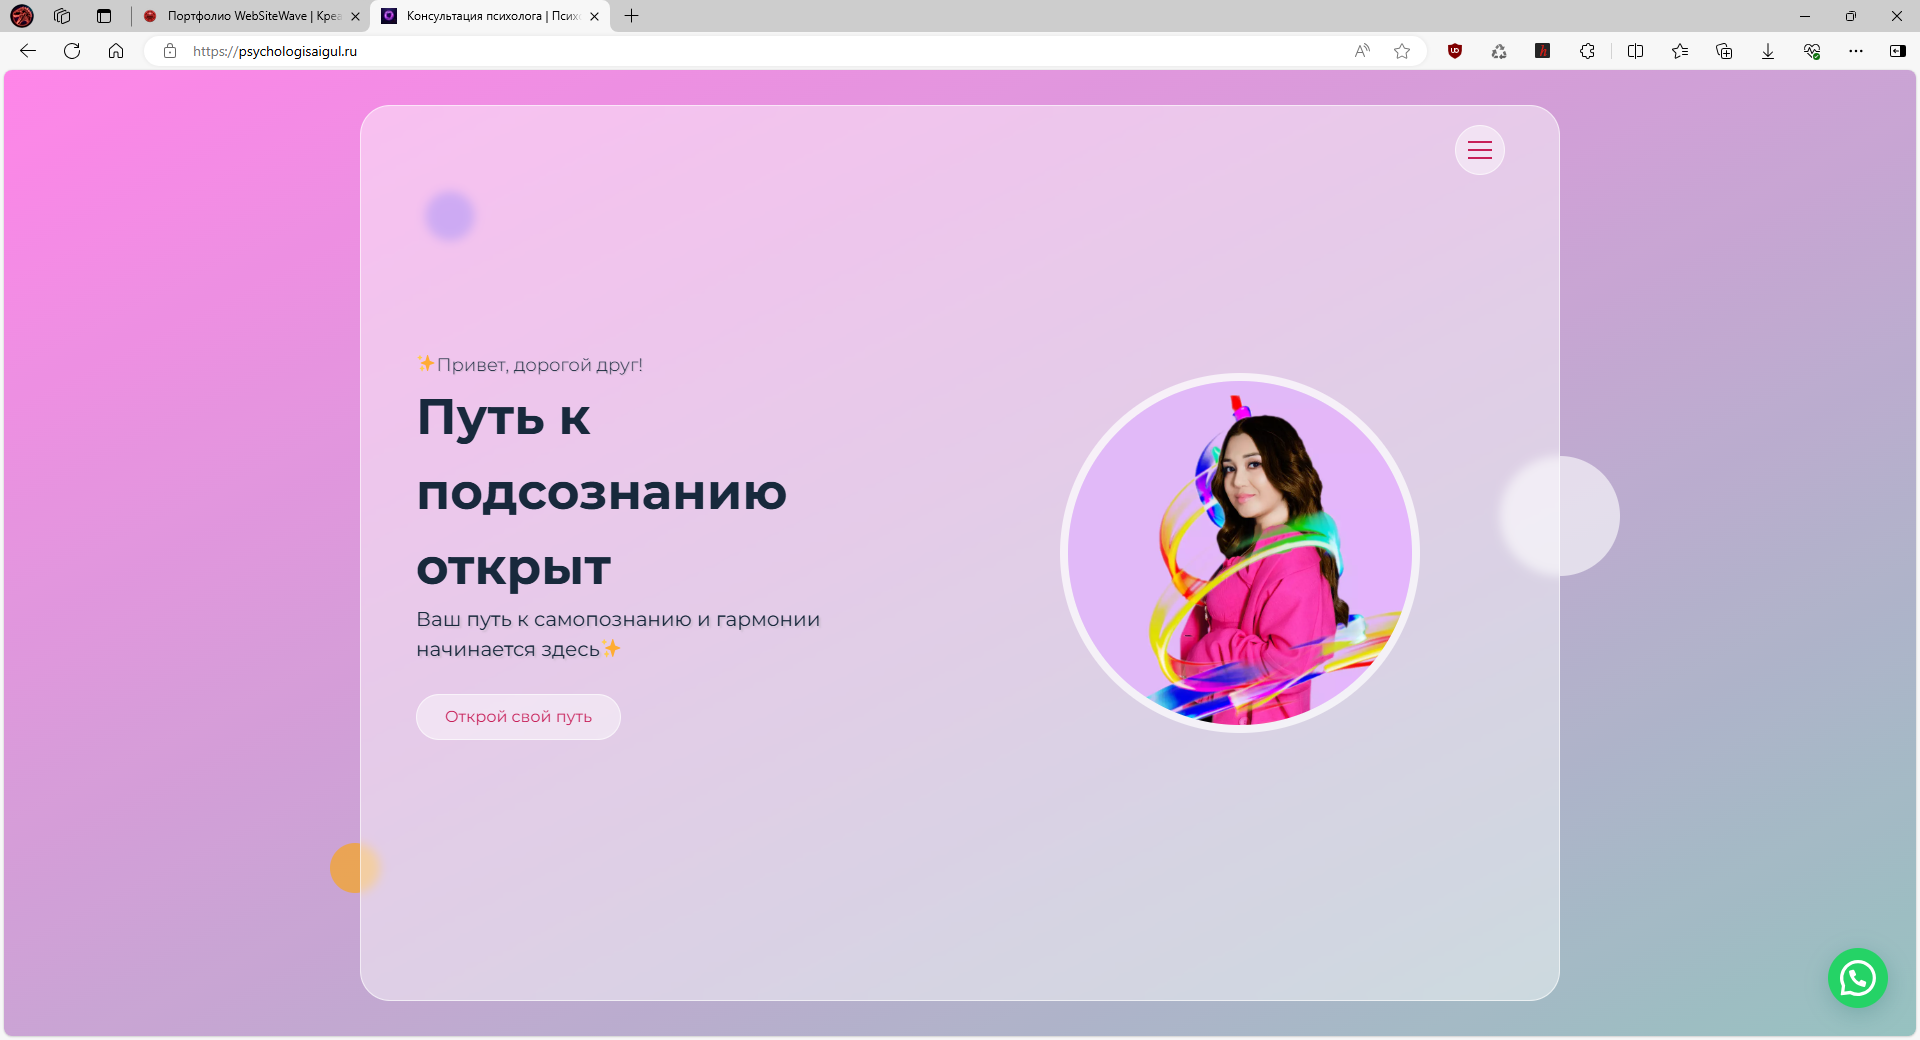 Портфолио WebSiteWave | Креа
Консультация психолога | Псих
https://psychologisaigul.ru
✨Привет, дорогой друг!
Путь к
подсознанию
открыт
Ваш путь к самопознанию и гармонии
начинается здесь✨
Открой свой путь